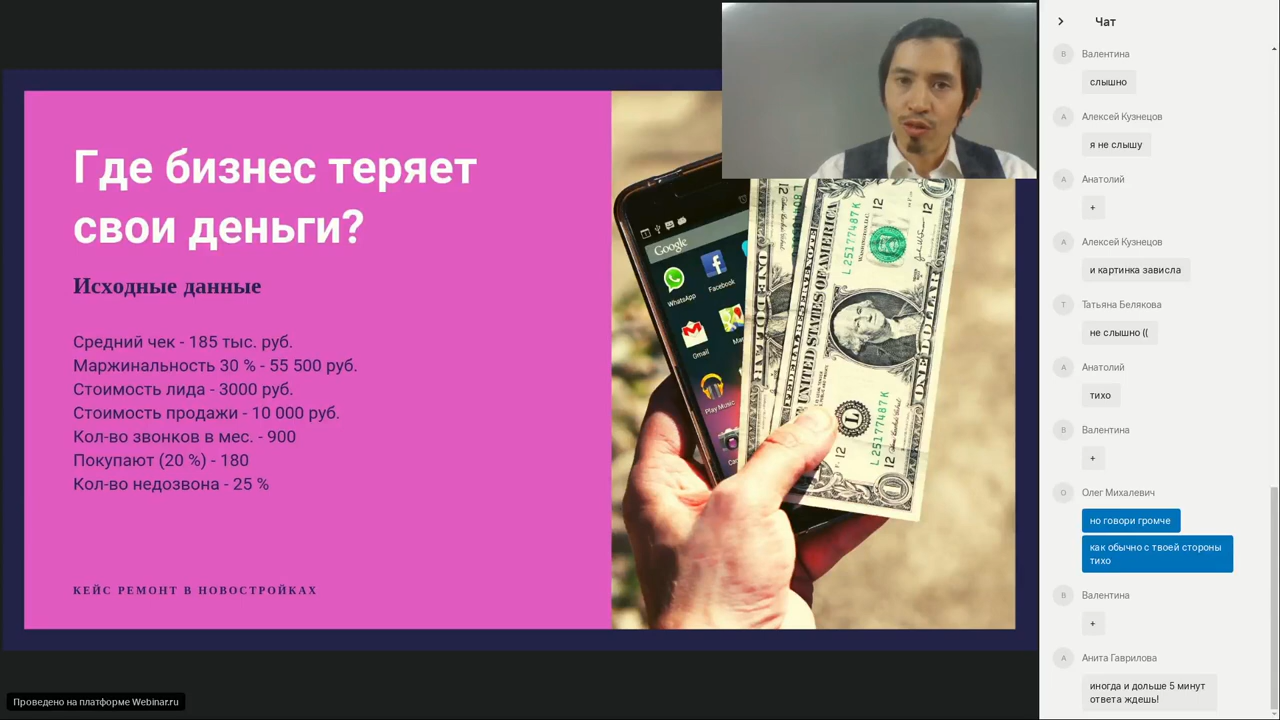 Где бизнес теряет
свои деньги?
Исходные данные
Средний чек - 185 тыс. руб.
Маржинальность 30 % - 55 500 руб.
Стоимость лида - 3000 руб.
Стоимость продажи - 10 000 руб.
Кол-во звонков в мес. - 900
Покупают (20 %) - 180
Кол-во недозвона - 25 %
КЕЙС РЕМОНТ В НОВОСТРОЙКАХ
Google
WhatsApp
Facebook
Gmail
Play Music
L 25177487 K
12
THE UNITED STATES OF AMERICA
ONE DOLLAR
L
L 25177487 K
12
1
Проведено на платформе Webinar.ru
Чат
В
Валентина
слышно
А
Алексей Кузнецов
я не слышу
А
Анатолий
+
А
Алексей Кузнецов
и картинка зависла
Т
Татьяна Белякова
не слышно ((
А
Анатолий
тихо
В
Валентина
+
О
Олег Михалевич
но говори громче
как обычно с твоей стороны
тихо
В
Валентина
+
А
Анита Гаврилова
иногда и дольше 5 минут
ответа ждешь!